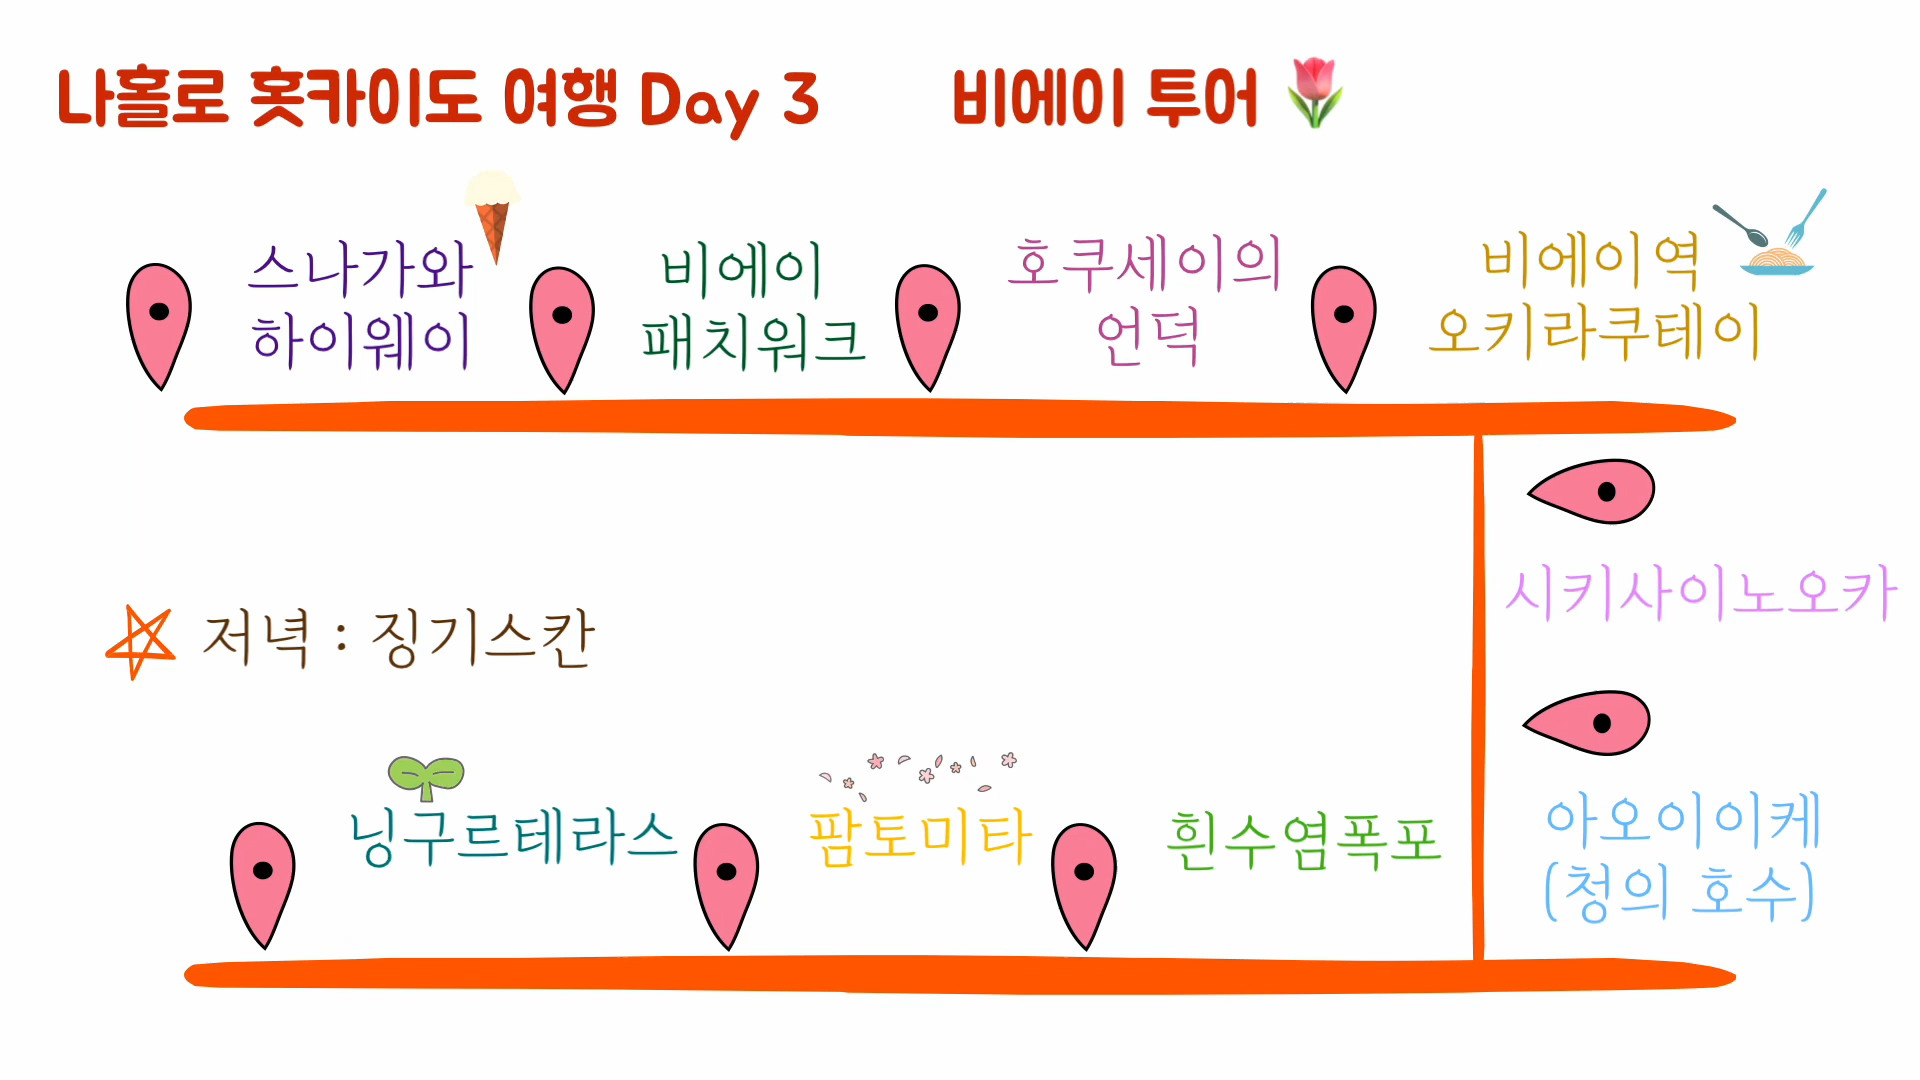 나홀로 홋카이도 여행 Day 3
비에이 투어
스나가와
하이웨이
비에이
패치워크
호쿠세이의
언덕
비에이역
오키라쿠테이
시키사이노오카
아오이이케
(청의 호수)
흰수염폭포
팜토미타
닝구르테라스
저녁 : 징기스칸